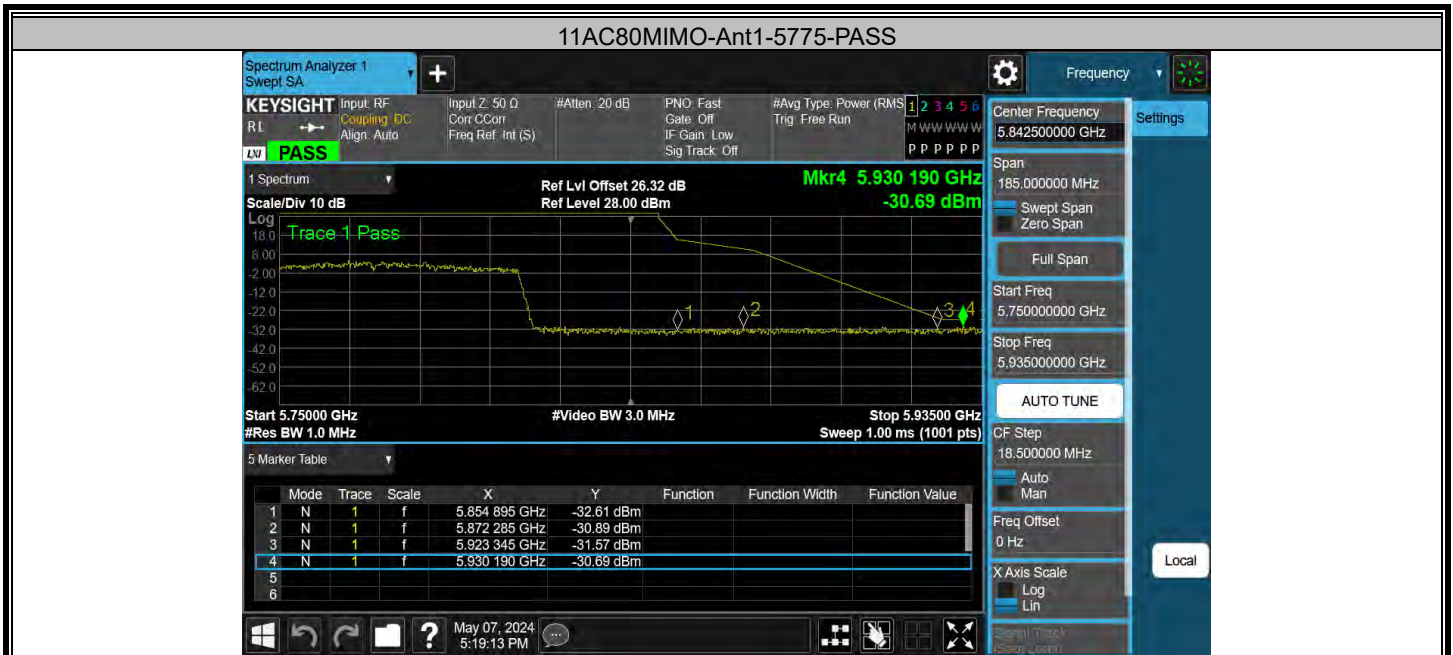 11AC80MIMO-Ant1-5775-PASS
Spectrum Analyzer 1
Swept SA
+
Frequency
KEYSIGHT
RL
LXI
PASS
Input: RF
Coupling: DC
Align: Auto
Input Z: 50 Ω
Corr CCorr
Freq Ref: Int (S)
#Atten: 20 dB
PNO: Fast
Gate: Off
IF Gain: Low
Sig Track: Off
#Avg Type: Power (RMS
Trig: Free Run
1 2 3 4 5 6
M W W W W W
P P P P P P
1 Spectrum
Scale/Div 10 dB
Ref Lvl Offset 26.32 dB
Ref Level 28.00 dBm
Mkr4 5.930 190 GHz
-30.69 dBm
Log
Trace 1 Pass
18.0
8.00
-2.00
-12.0
-22.0
-32.0
-42.0
-52.0
-62.0
1
2
3
4
Start 5.75000 GHz
#Res BW 1.0 MHz
#Video BW 3.0 MHz
Stop 5.93500 GHz
Sweep 1.00 ms (1001 pts)
5 Marker Table
Mode Trace Scale X Y Function Function Width Function Value
1 N 1 f 5.854 895 GHz -32.61 dBm
2 N 1 f 5.872 285 GHz -30.89 dBm
3 N 1 f 5.923 345 GHz -31.57 dBm
4 N 1 f 5.930 190 GHz -30.69 dBm
5
6
Center Frequency
5.842500000 GHz
Settings
Span
185.000000 MHz
Swept Span
Zero Span
Full Span
Start Freq
5.750000000 GHz
Stop Freq
5.935000000 GHz
AUTO TUNE
CF Step
18.500000 MHz
Auto
Man
Freq Offset
0 Hz
X Axis Scale
Log
Lin
Signal Track
(Span Zoom)
Local
?
May 07, 2024
5:19:13 PM